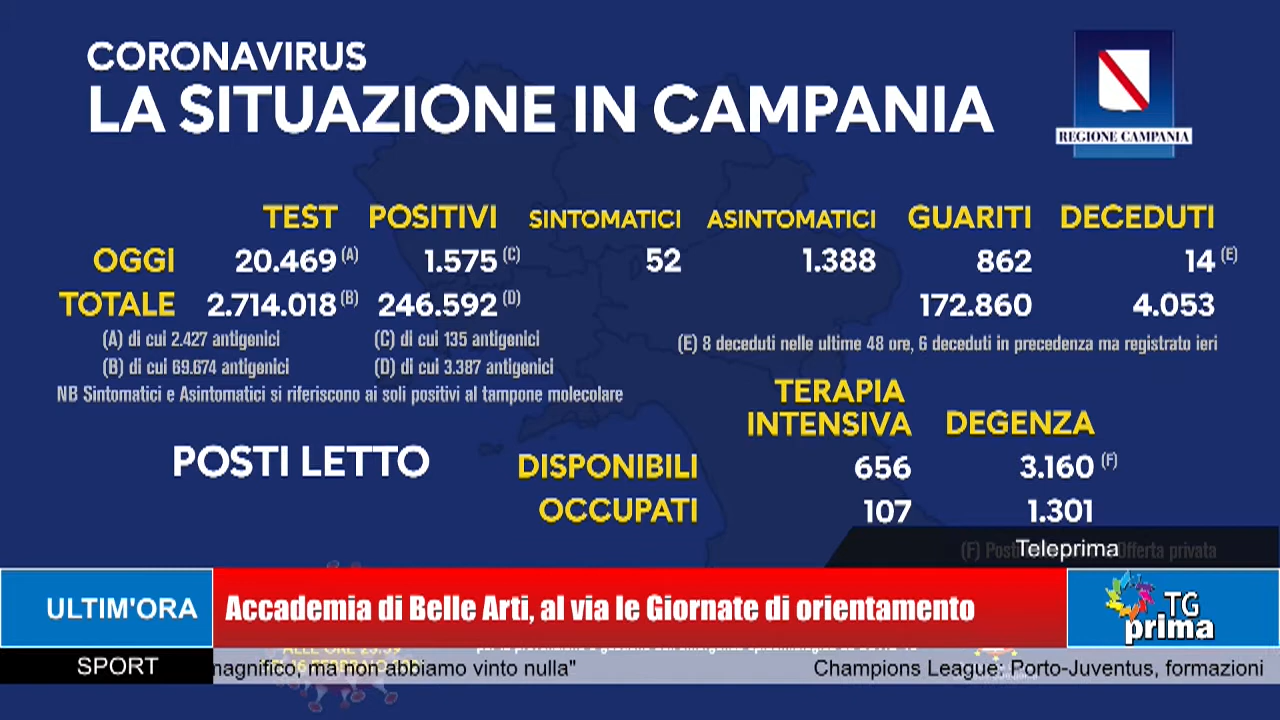 CORONAVIRUS
LA SITUAZIONE IN CAMPANIA
REGIONE CAMPANIA
TEST POSITIVI SINTOMATICI ASINTOMATICI GUARITI DECEDUTI
OGGI 20.469 (A) 1.575 (C) 52 1.388 862 14 (E)
TOTALE 2.714.018 (B) 246.592 (D) 172.860 4.053
(A) di cui 2.427 antigenici (C) di cui 135 antigenici (E) 8 deceduti nelle ultime 48 ore, 6 deceduti in precedenza ma registrato ieri
(B) di cui 69.674 antigenici (D) di cui 3.387 antigenici
NB Sintomatici e Asintomatici si riferiscono ai soli positivi al tampone molecolare
TERAPIA
INTENSIVA DEGENZA
POSTI LETTO DISPONIBILI 656 3.160 (F)
OCCUPATI 107 1.301
(F) Offerta privata
Teleprima
ULTIM'ORA Accademia di Belle Arti, al via le Giornate di orientamento TG
prima
SPORT magnifico, ma non abbiamo vinto nulla" Champions League: Porto-Juventus, formazioni